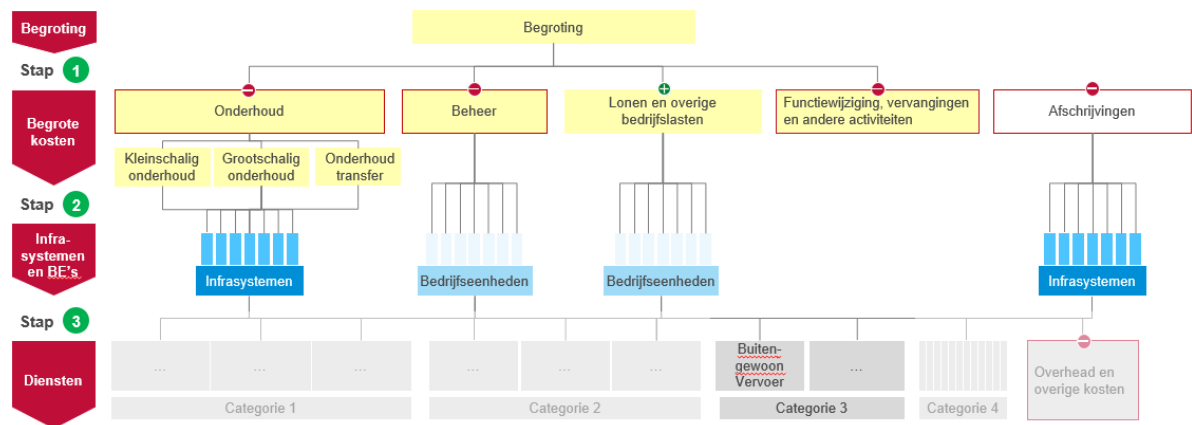 Begroting
Begroting
Stap 1
Begrote
kosten
Onderhoud
Beheer
Lonen en overige
bedrijfslasten
Functiewijziging, vervangingen
en andere activiteiten
Afschrijvingen
Kleinschalig
onderhoud
Grootschalig
onderhoud
Onderhoud
transfer
Stap 2
Infra-
systemen
en BE's
Infrasystemen
Bedrijfseenheden
Bedrijfseenheden
Infrasystemen
Stap 3
Diensten
...
...
...
...
...
...
Buiten-
gewoon
Vervoer
...
Overhead en
overige kosten
Categorie 1
Categorie 2
Categorie 3
Categorie 4